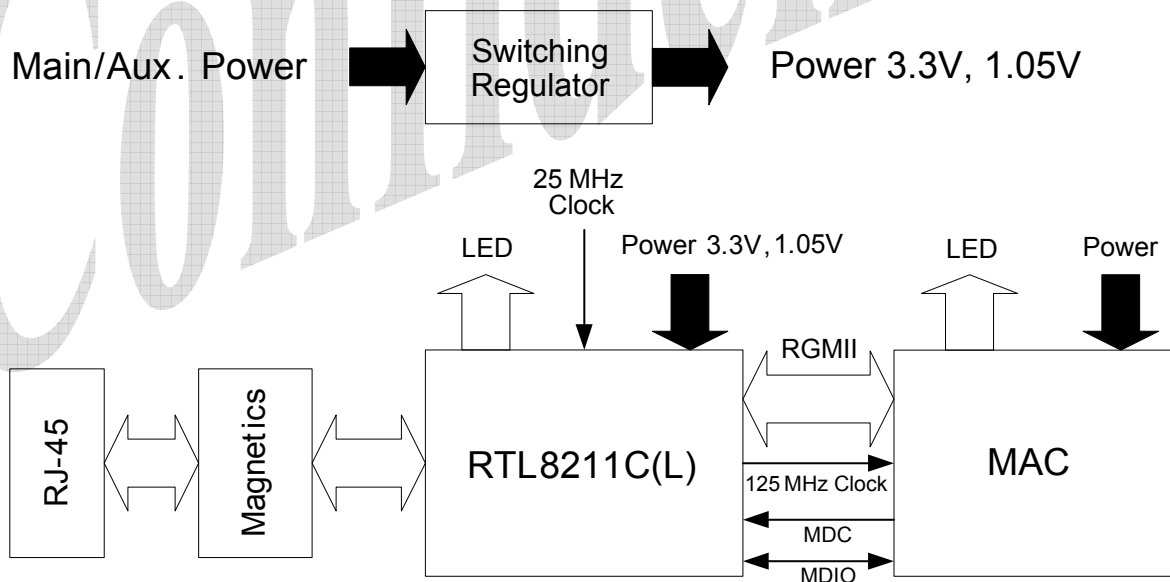 Main/Aux. Power
Switching
Regulator
Power 3.3V, 1.05V
25 MHz
Clock
LED
Power 3.3V, 1.05V
LED
Power
RJ-45
Magnetics
RTL8211C(L)
RGMII
125 MHz Clock
MDC
MDIO
MAC